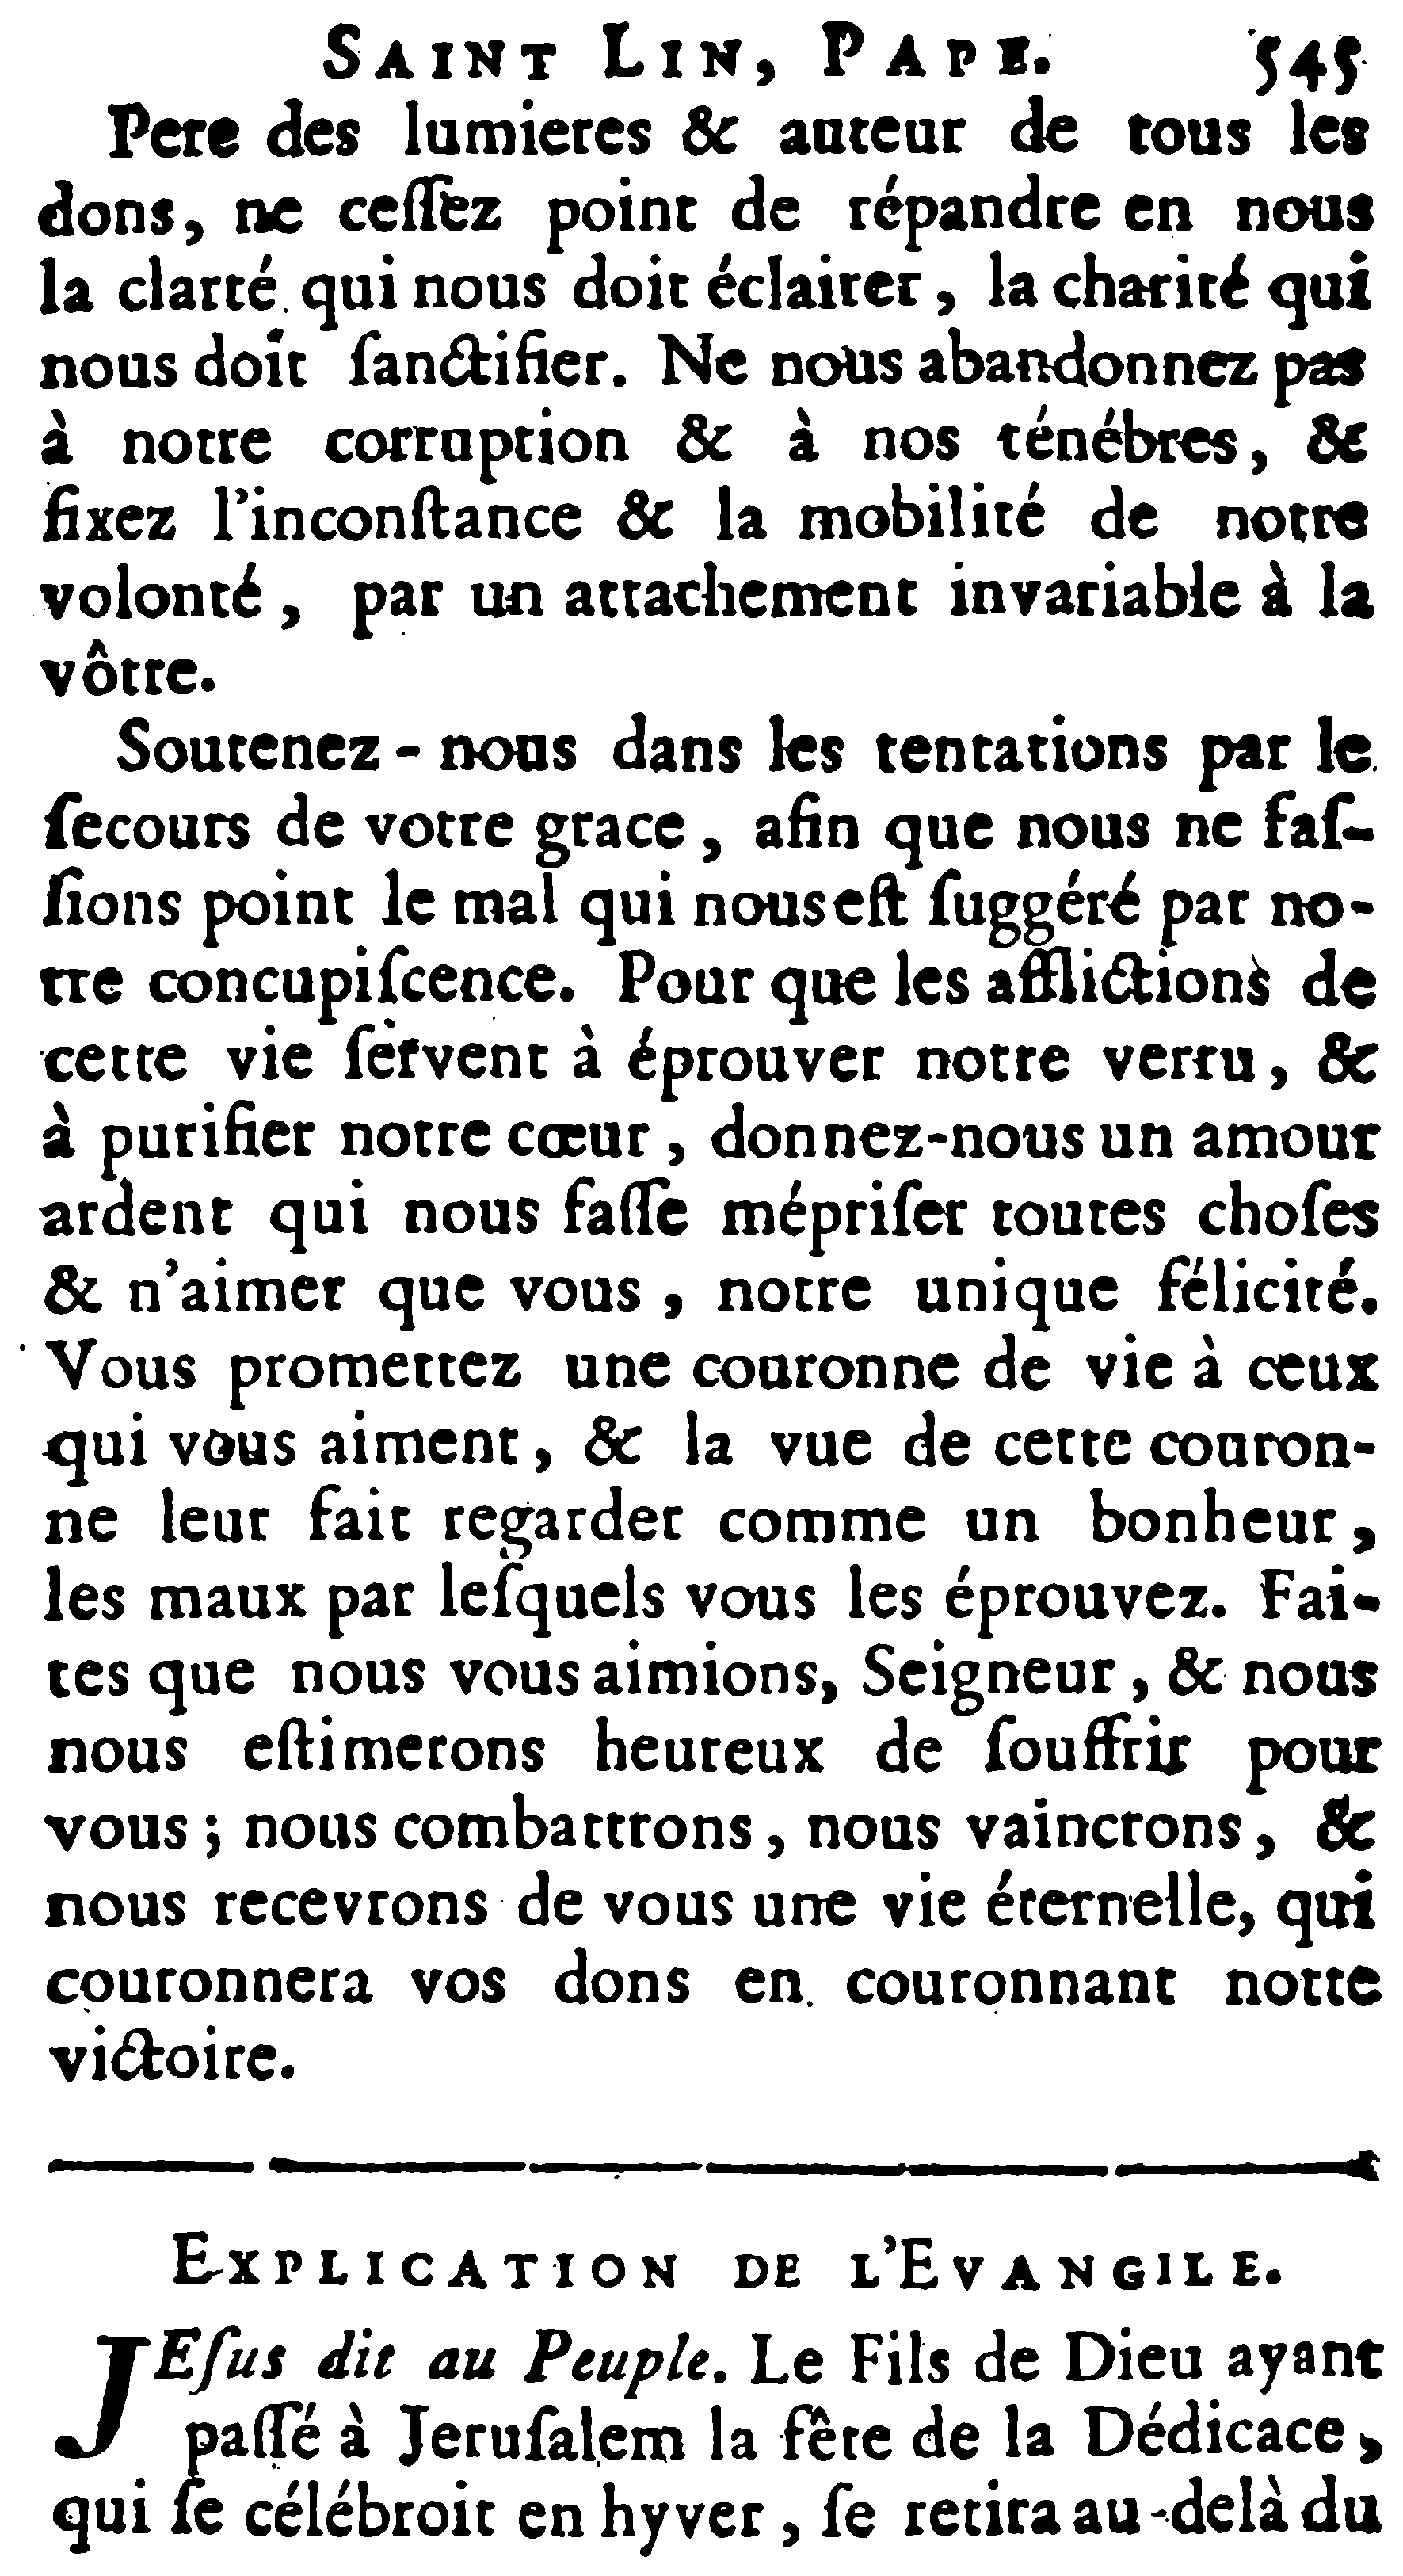 SAINT LIN, PAPE. 545
Pere des lumieres & auteur de tous les
dons, ne ceſſez point de répandre en nous
la clarté qui nous doit éclairer, la charité qui
nous doit ſanctifier. Ne nous abandonnez pas
à notre corruption & à nos ténébres, &
fixez l'inconſtance & la mobilité de notre
volonté, par un attachement invariable à la
vôtre.
Soutenez-nous dans les tentations par le
ſecours de votre grace, afin que nous ne faſ-
ſions point le mal qui nous eſt ſuggéré par no-
tre concupiſcence. Pour que les afflictions de
cette vie ſervent à éprouver notre vertu, &
à purifier notre cœur, donnez-nous un amour
ardent qui nous faſſe mépriſer toutes choſes
& n'aimer que vous, notre unique félicité.
Vous promettez une couronne de vie à ceux
qui vous aiment, & la vue de cette couron-
ne leur fait regarder comme un bonheur,
les maux par leſquels vous les éprouvez. Fai-
tes que nous vous aimions, Seigneur, & nous
nous eſtimerons heureux de ſouffrir pour
vous; nous combattrons, nous vaincrons, &
nous recevrons de vous une vie éternelle, qui
couronnera vos dons en couronnant notre
victoire.
EXPLICATION DE L'EVANGILE.
JEſus dit au Peuple. Le Fils de Dieu ayant
paſſé à Jeruſalem la fête de la Dédicace,
qui ſe célébroit en hyver, ſe retira au-delà du